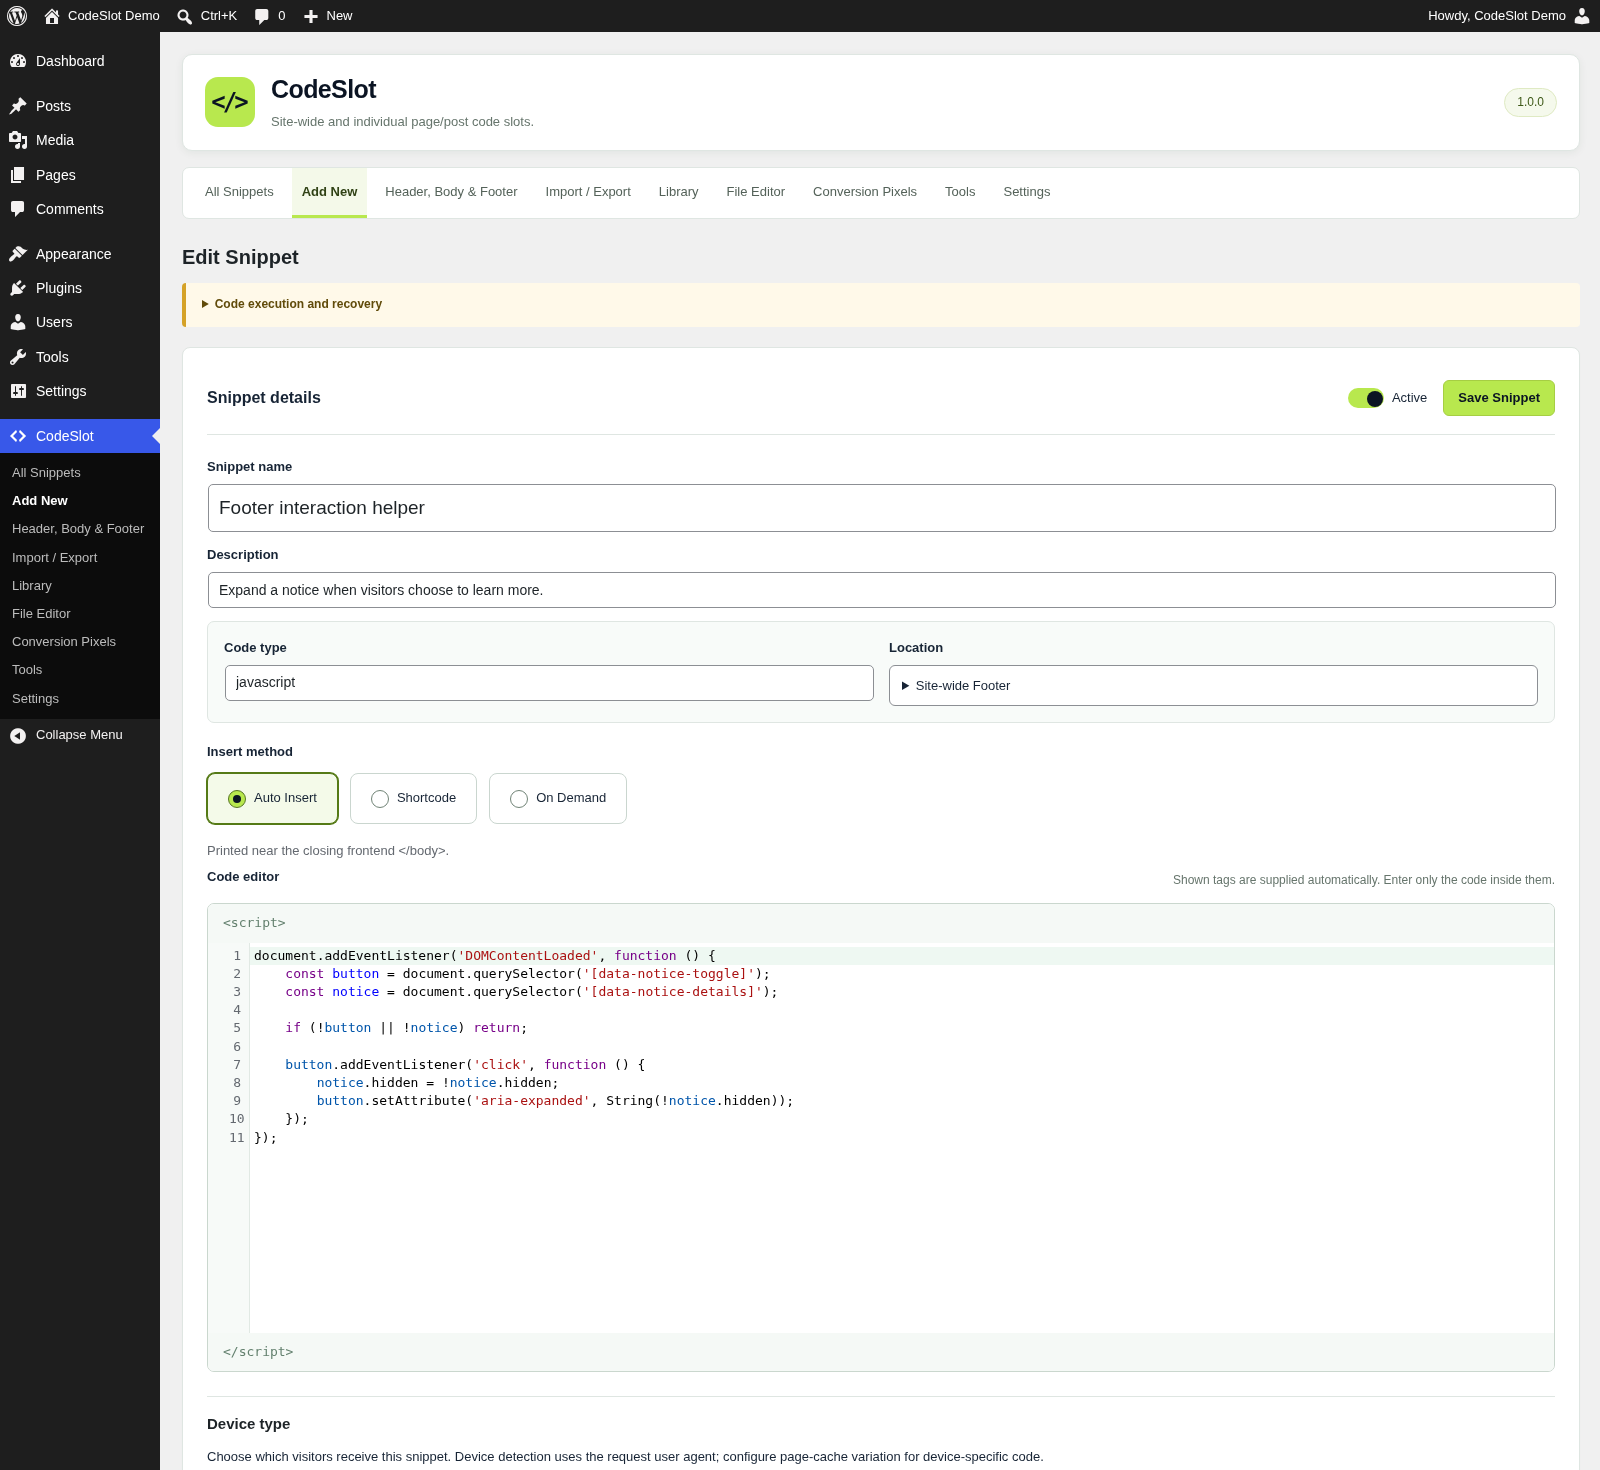 CodeSlot Demo Ctrl+K 0 New Howdy, CodeSlot Demo
Dashboard
Posts
Media
Pages
Comments
Appearance
Plugins
Users
Tools
Settings
CodeSlot
All Snippets
Add New
Header, Body & Footer
Import / Export
Library
File Editor
Conversion Pixels
Tools
Settings
Collapse Menu
</> CodeSlot
Site-wide and individual page/post code slots.
1.0.0
All Snippets Add New Header, Body & Footer Import / Export Library File Editor Conversion Pixels Tools Settings
Edit Snippet
Code execution and recovery
Snippet details
Active Save Snippet
Snippet name
Footer interaction helper
Description
Expand a notice when visitors choose to learn more.
Code type
javascript
Location
Site-wide Footer
Insert method
Auto Insert Shortcode On Demand
Printed near the closing frontend </body>.
Code editor
Shown tags are supplied automatically. Enter only the code inside them.
<script>
1 document.addEventListener('DOMContentLoaded', function () {
2     const button = document.querySelector('[data-notice-toggle]');
3     const notice = document.querySelector('[data-notice-details]');
4
5     if (!button || !notice) return;
6
7     button.addEventListener('click', function () {
8         notice.hidden = !notice.hidden;
9         button.setAttribute('aria-expanded', String(!notice.hidden));
10     });
11 });
</script>
Device type
Choose which visitors receive this snippet. Device detection uses the request user agent; configure page-cache variation for device-specific code.